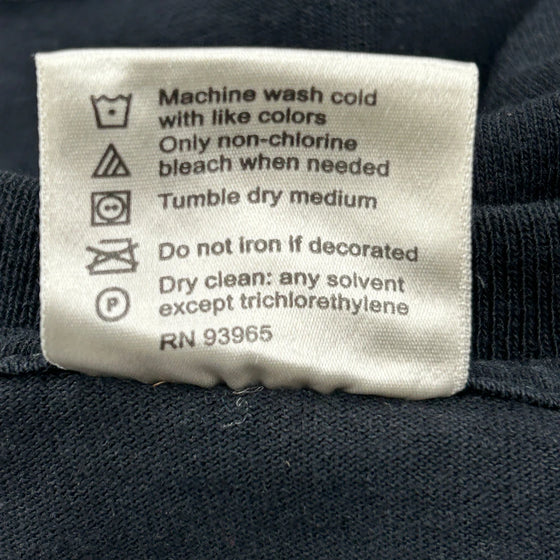 Machine wash cold
with like colors
Only non-chlorine
bleach when needed
Tumble dry medium
Do not iron if decorated
P Dry clean: any solvent
except trichlorethylene
RN 93965